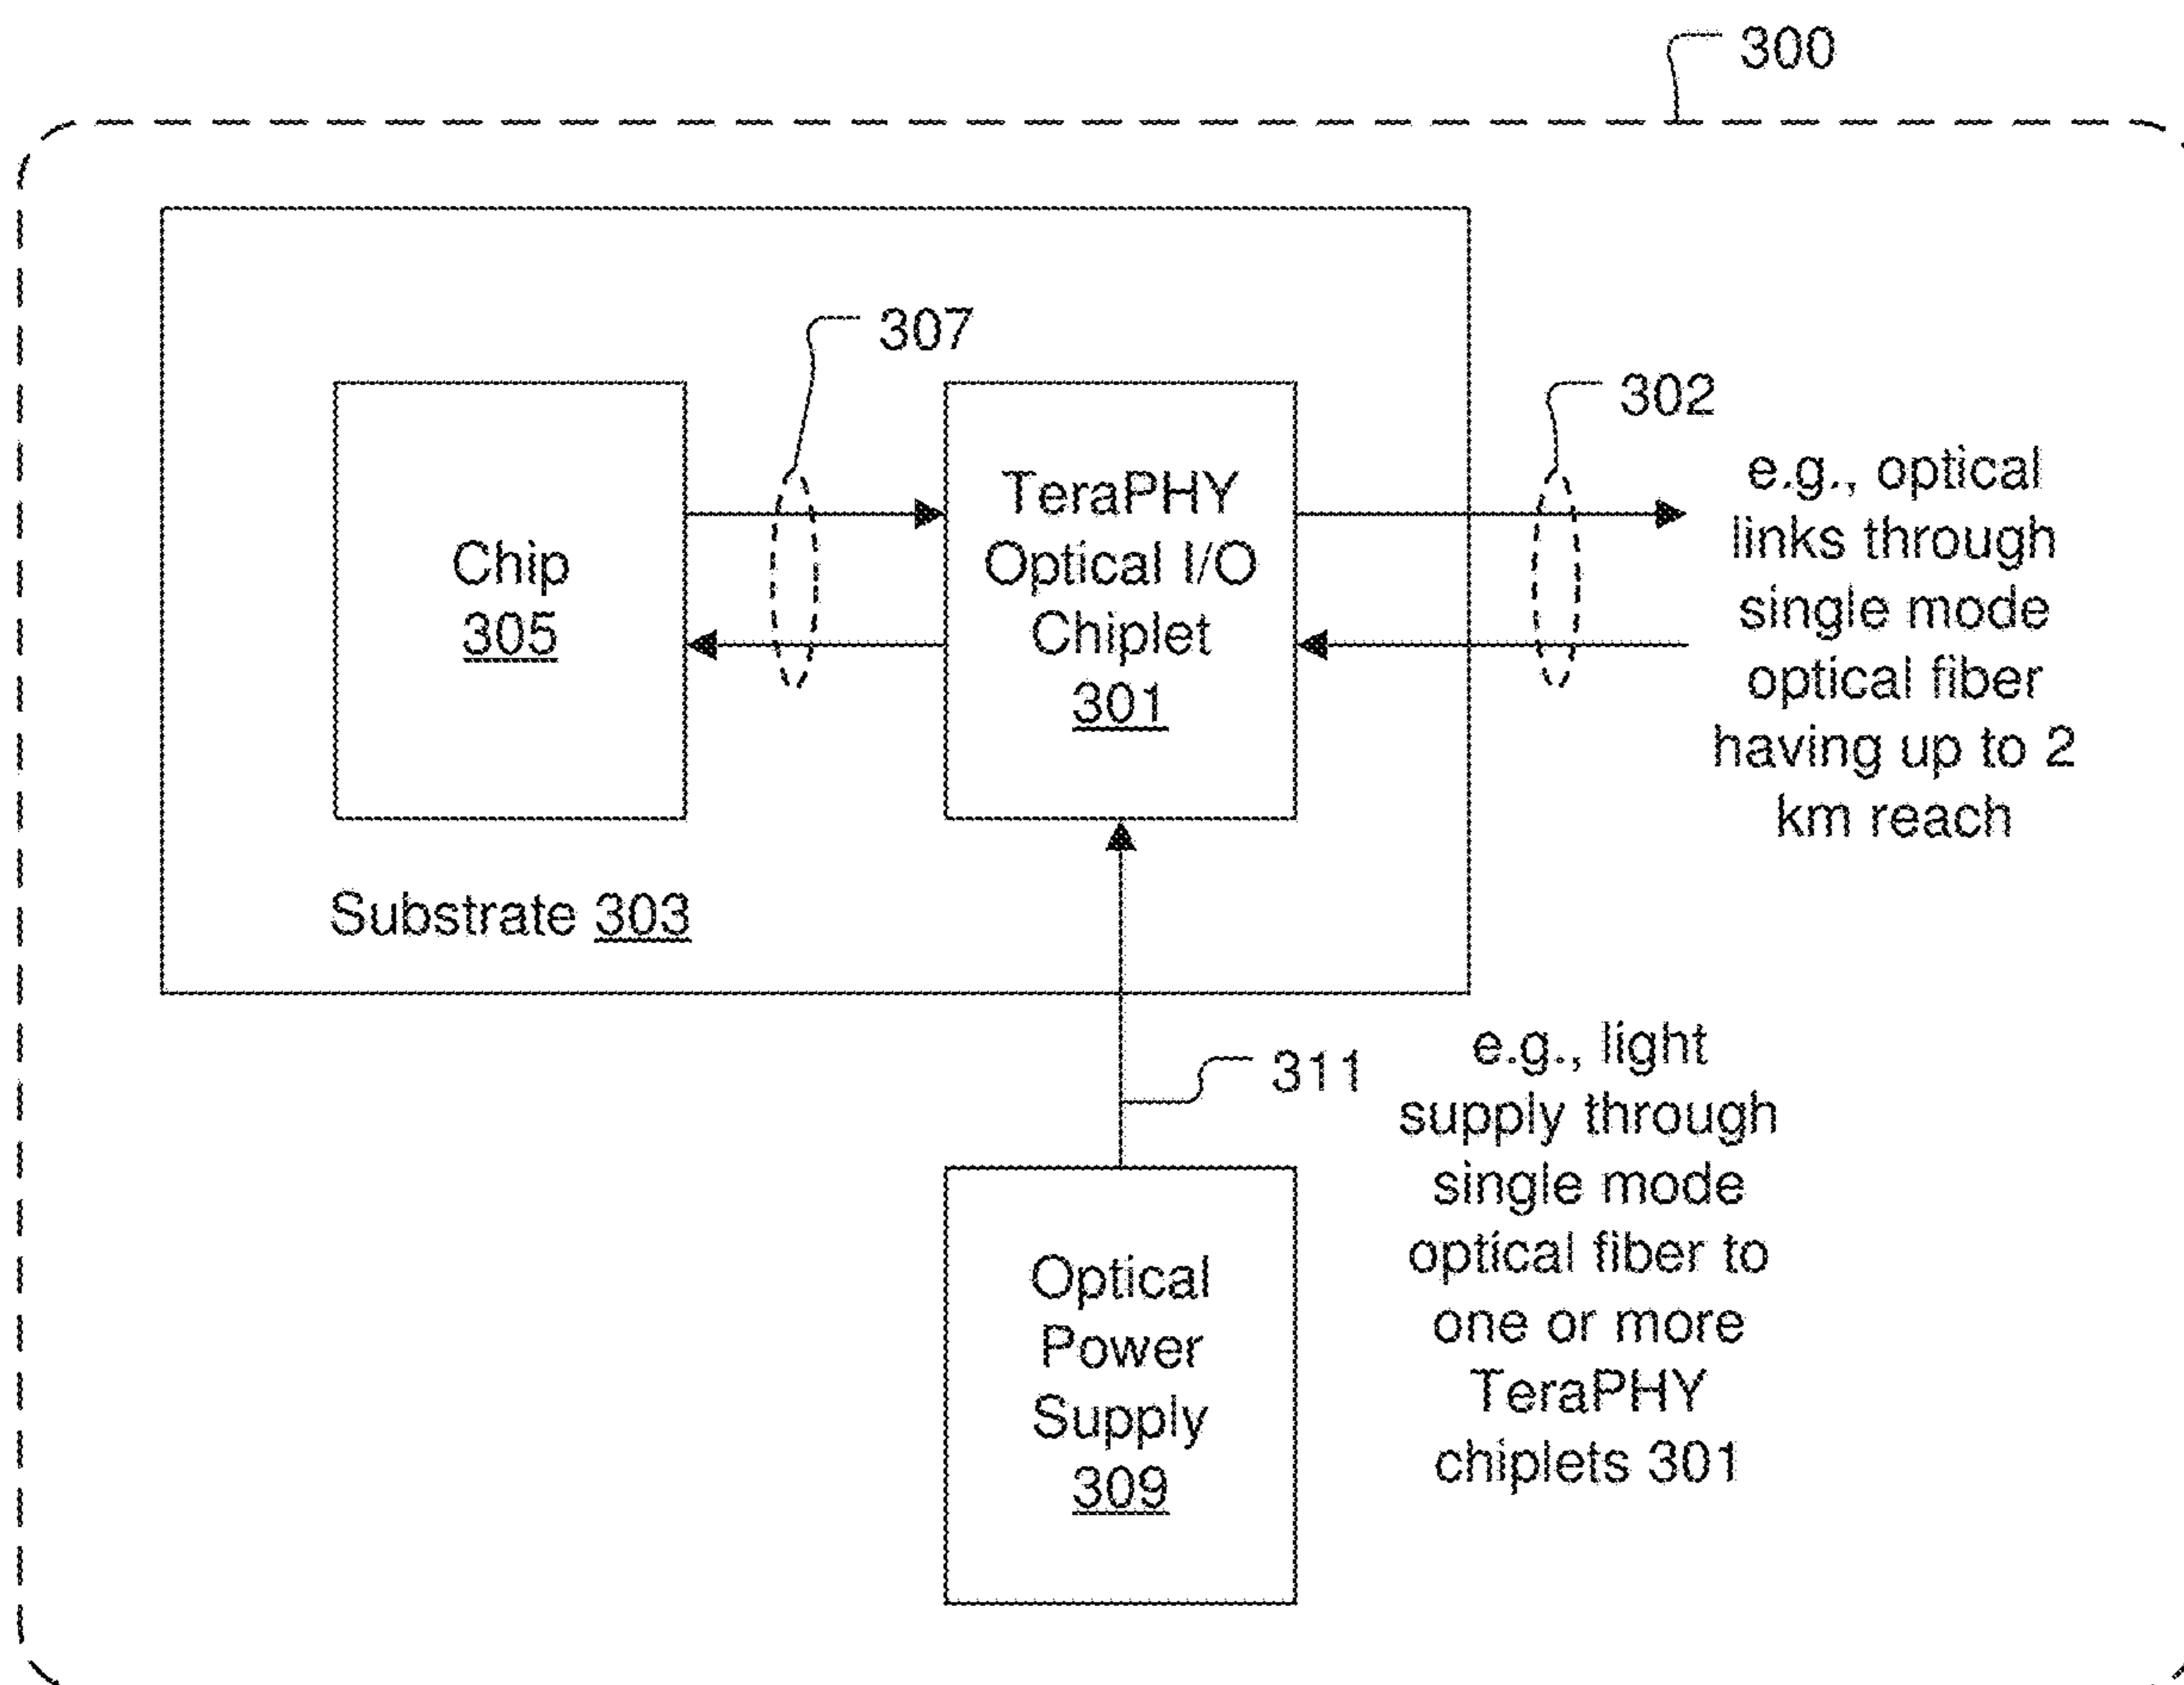 300
307
302
Chip
305
TeraPHY
Optical I/O
Chiplet
301
e.g., optical
links through
single mode
optical fiber
having up to 2
km reach
Substrate 303
311
e.g., light
supply through
single mode
optical fiber to
one or more
TeraPHY
chiplets 301
Optical
Power
Supply
309